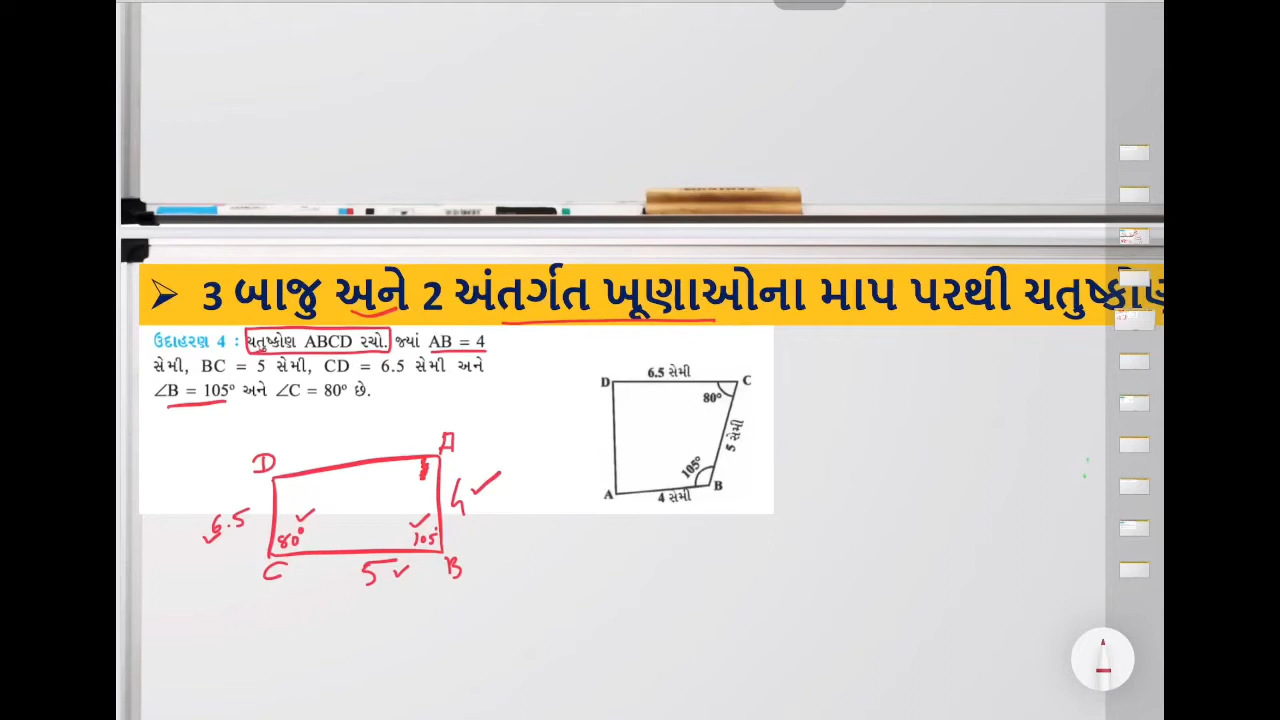 ➢ 3 બાજુ અને 2 અંતર્ગત ખૂણાઓના માપ પરથી ચતુષ્કોણ
ઉદાહરણ 4 : ચતુષ્કોણ ABCD રચો. જ્યાં AB = 4
સેમી, BC = 5 સેમી, CD = 6.5 સેમી અને
∠B = 105° અને ∠C = 80° છે.
6.5 સેમી
D
C
80°
5 સેમી
105°
A
B
4 સેમી
D
A
6.5
4
80°
105°
C
5
B